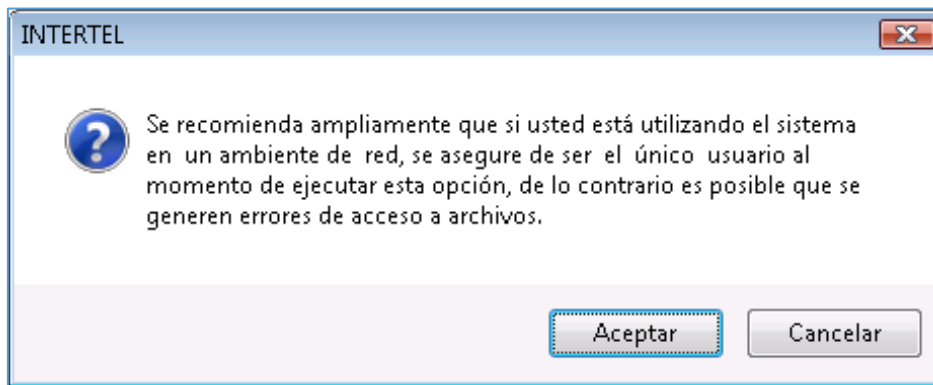 INTERTEL
Se recomienda ampliamente que si usted está utilizando el sistema
en un ambiente de red, se asegure de ser el único usuario al
momento de ejecutar esta opción, de lo contrario es posible que se
generen errores de acceso a archivos.
Aceptar
Cancelar